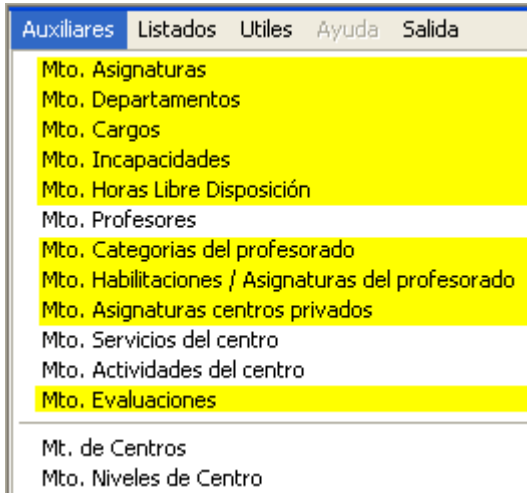 Auxiliares Listados Utiles Ayuda Salida
Mto. Asignaturas
Mto. Departamentos
Mto. Cargos
Mto. Incapacidades
Mto. Horas Libre Disposición
Mto. Profesores
Mto. Categorias del profesorado
Mto. Habilitaciones / Asignaturas del profesorado
Mto. Asignaturas centros privados
Mto. Servicios del centro
Mto. Actividades del centro
Mto. Evaluaciones
Mt. de Centros
Mto. Niveles de Centro